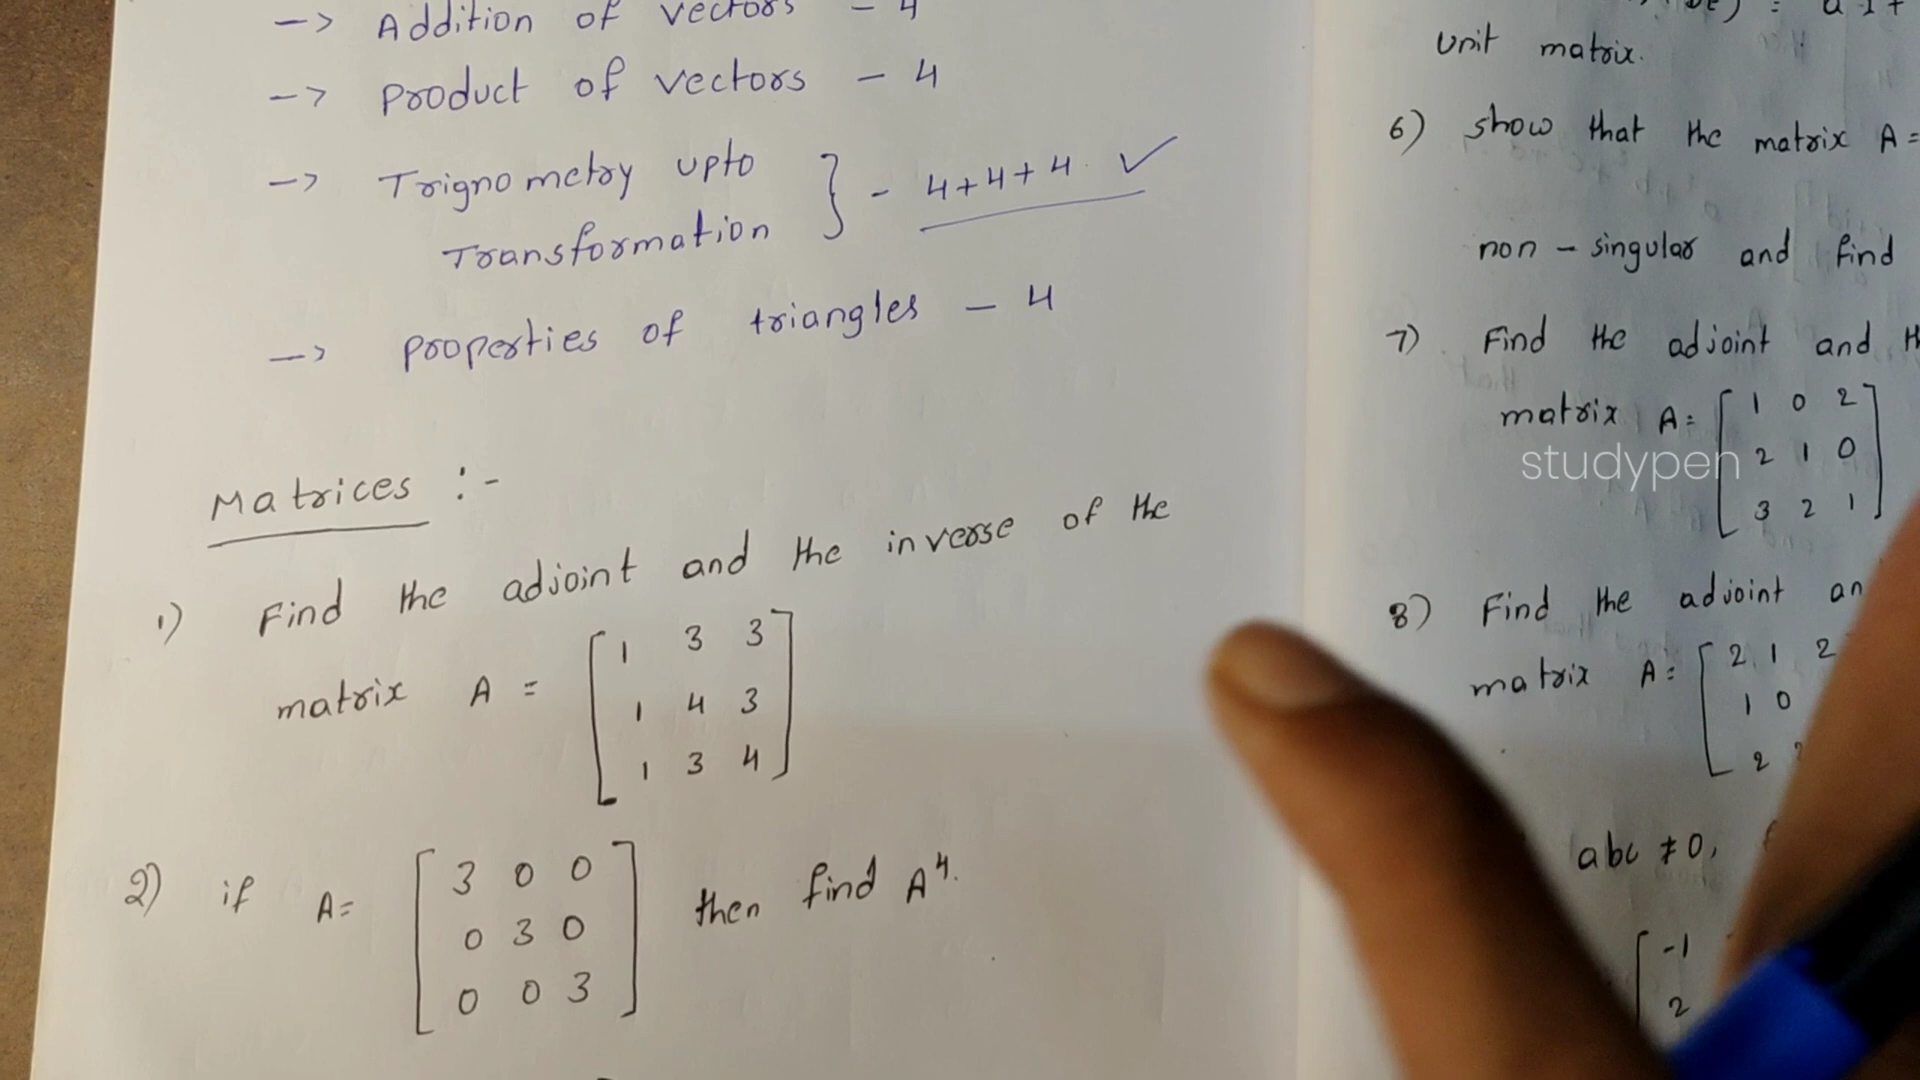 -> Addition of vectors - 4
-> product of vectors - 4
-> Trignometry upto
Transformation } - 4+4+4 ✓
-> properties of triangles - 4
Matrices :-
1) Find the adjoint and the inverse of the
matrix A = [1 3 3
1 4 3
1 3 4]
2) if A= [3 0 0
0 3 0
0 0 3] then find A⁴.
unit matrix.
6) show that the matrix A=
non-singular and find
7) Find the adjoint and
matrix A= [1 0 2
2 1 0
3 2 1]
studypen
8) Find the adjoint an
matrix A= [2 1 2
1 0
2
abc ≠ 0,
[-1
2